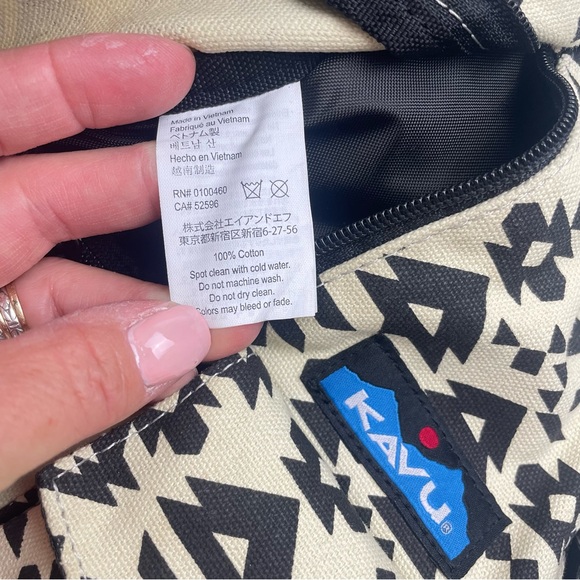 Made in Vietnam
Fabriqué au Vietnam
ベトナム製
베트남 산
Hecho en Vietnam
越南制造
RN# 0100460
CA# 52596
株式会社エイアンドエフ
東京都新宿区新宿6-27-56
100% Cotton
Spot clean with cold water.
Do not machine wash.
Do not dry clean.
Colors may bleed or fade.
KAVU®